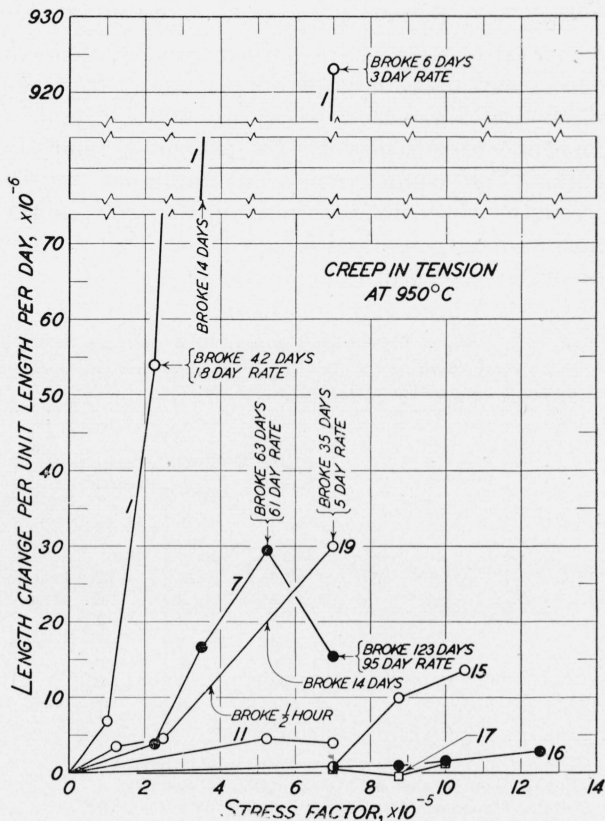 930
920
70
60
50
40
30
20
10
0
LENGTH CHANGE PER UNIT LENGTH PER DAY, ×10⁻⁶
BROKE 6 DAYS
3 DAY RATE
1
1
BROKE 14 DAYS
CREEP IN TENSION
AT 950°C
BROKE 42 DAYS
18 DAY RATE
1
BROKE 63 DAYS
61 DAY RATE
BROKE 35 DAYS
5 DAY RATE
19
7
BROKE 123 DAYS
95 DAY RATE
BROKE 14 DAYS
15
BROKE ½ HOUR
11
17
16
0 2 4 6 8 10 12 14
STRESS FACTOR, ×10⁻⁵